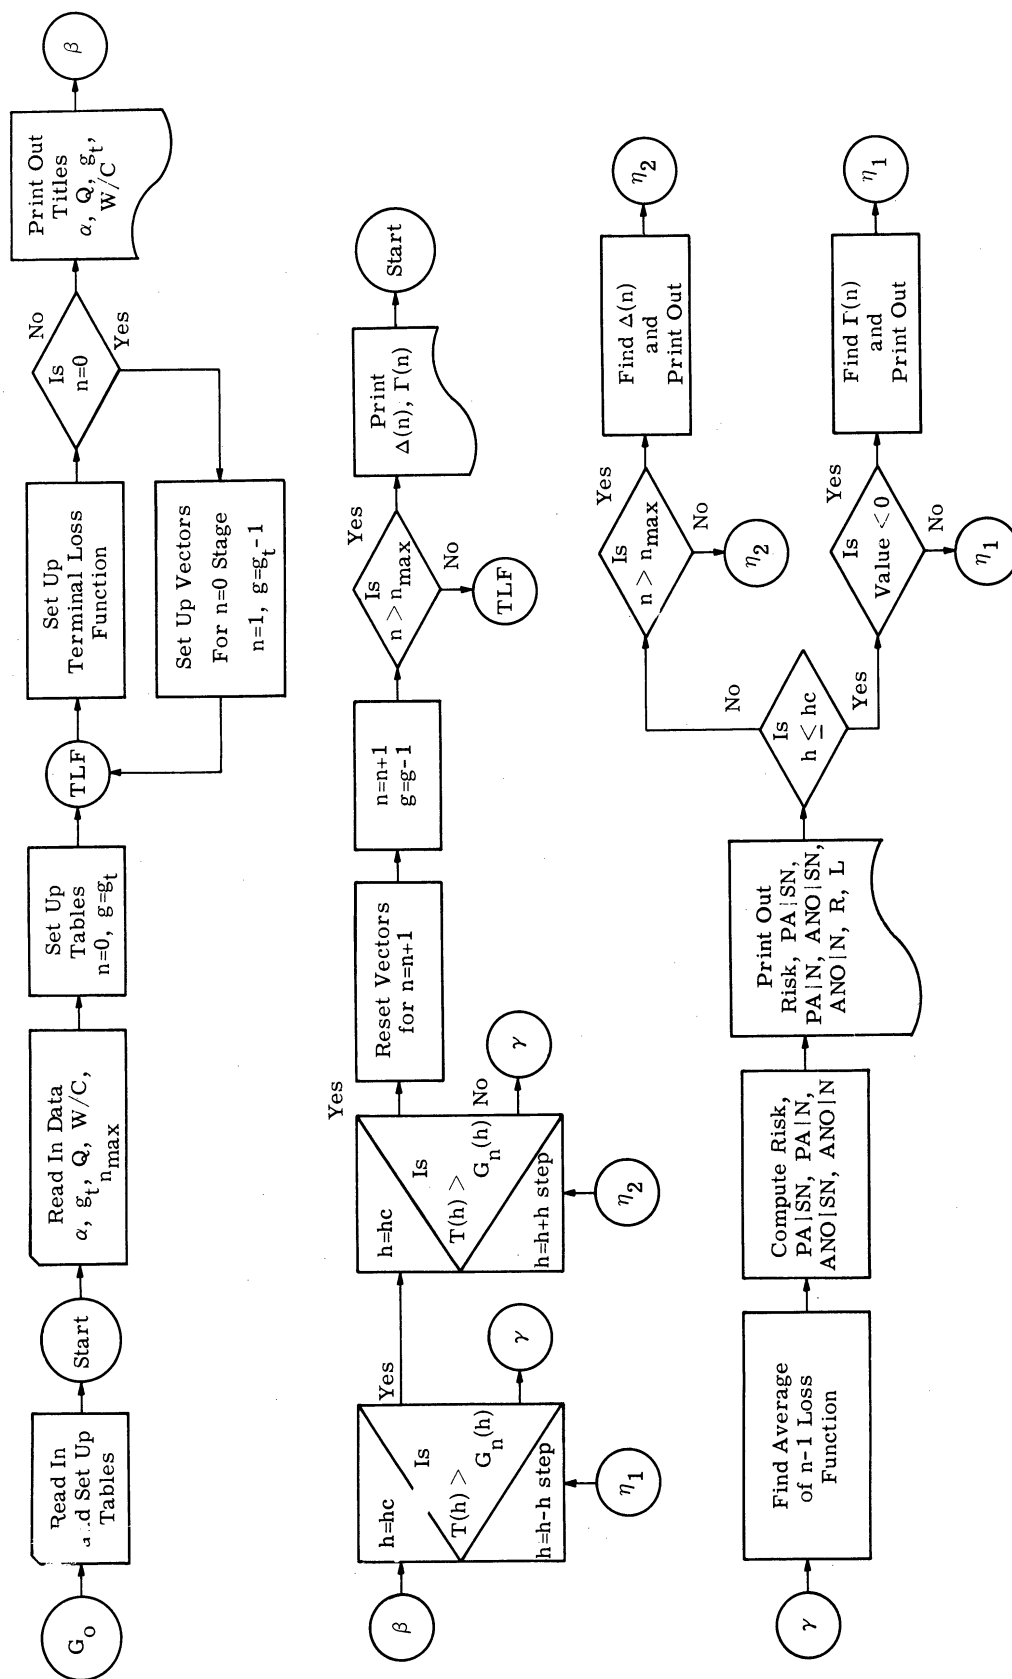 G₀
Read In
and Set Up
Tables
Start
Read In Data
α, gₜ, Q, W/C,
n_max
Set Up
Tables
n=0, g=gₜ
TLF
Set Up
Terminal Loss
Function
Is
n=0
No
Yes
Set Up Vectors
For n=0 Stage
n=1, g=gₜ-1
Print Out
Titles
α, Q, gₜ,
W/C
β
β
h=hc
Is
T(h) >
Gₙ(h)
h=h-h step
η₁
Yes
γ
h=hc
Is
T(h) >
Gₙ(h)
h=h+h step
η₂
Yes
No
γ
Reset Vectors
for n=n+1
n=n+1
g=g-1
Is
n > n_max
Yes
No
TLF
Print
Δ(n), Γ(n)
Start
γ
Find Average
of n-1 Loss
Function
Compute Risk,
PA|SN, PA|N,
ANO|SN, ANO|N
Print Out
Risk, PA|SN,
PA|N, ANO|SN,
ANO|N, R, L
Is
h ≤ hc
No
Yes
Is
n > n_max
Yes
No
η₂
Find Δ(n)
and
Print Out
η₂
Is
Value < 0
Yes
No
η₁
Find Γ(n)
and
Print Out
η₁